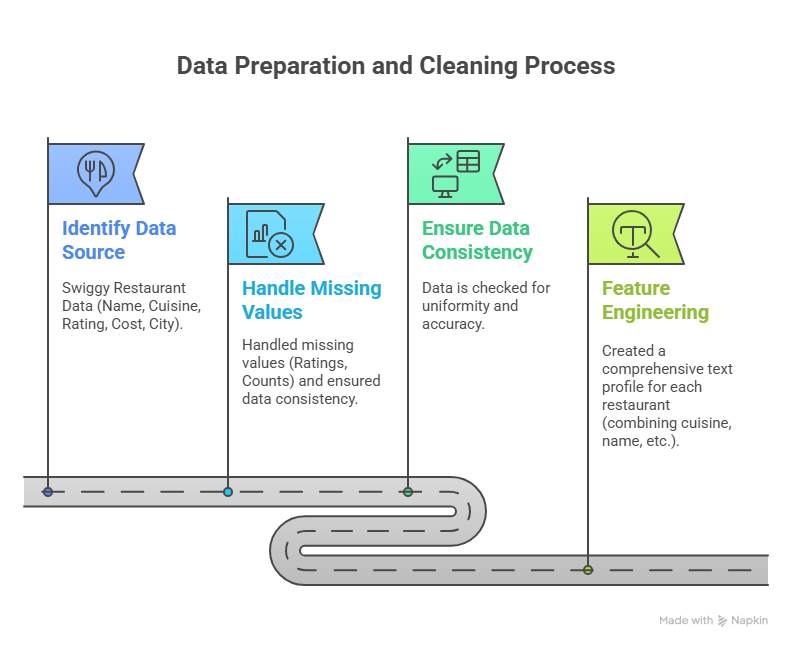 Data Preparation and Cleaning Process
Identify Data
Source
Swiggy Restaurant
Data (Name, Cuisine,
Rating, Cost, City).
Handle Missing
Values
Handled missing
values (Ratings,
Counts) and ensured
data consistency.
Ensure Data
Consistency
Data is checked for
uniformity and
accuracy.
Feature
Engineering
Created a
comprehensive text
profile for each
restaurant
(combining cuisine,
name, etc.).
Made with Napkin